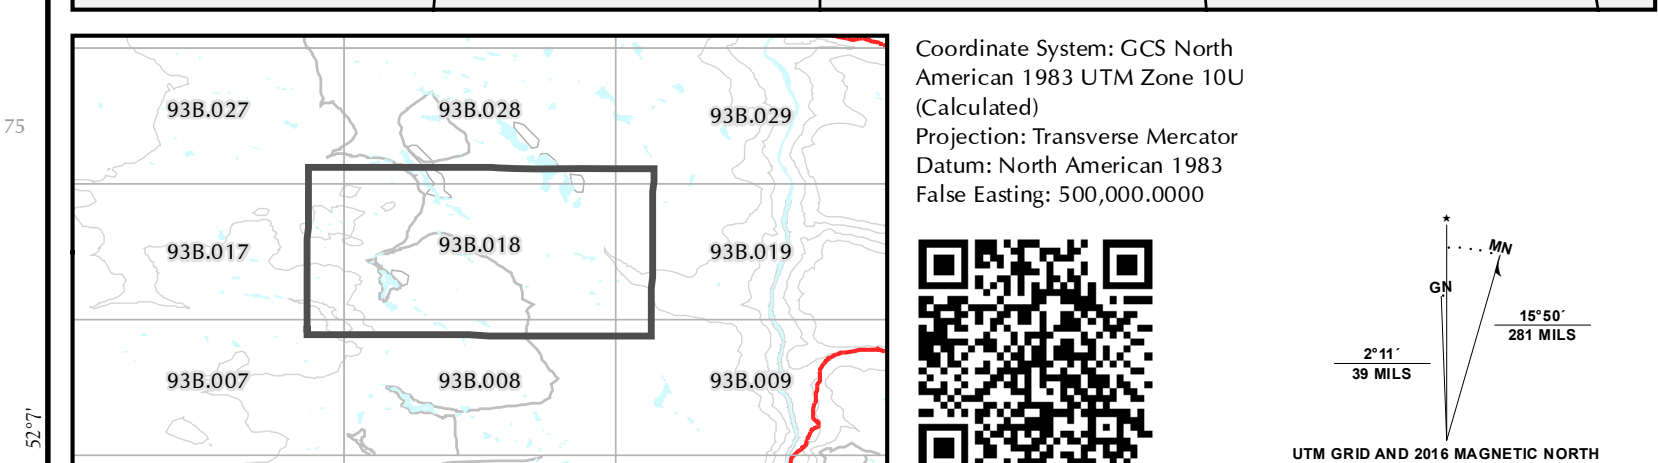 75
52°7´
93B.027
93B.028
93B.029
93B.017
93B.018
93B.019
93B.007
93B.008
93B.009
Coordinate System: GCS North
American 1983 UTM Zone 10U
(Calculated)
Projection: Transverse Mercator
Datum: North American 1983
False Easting: 500,000.0000
MN
GN
15°50´
281 MILS
2°11´
39 MILS
UTM GRID AND 2016 MAGNETIC NORTH